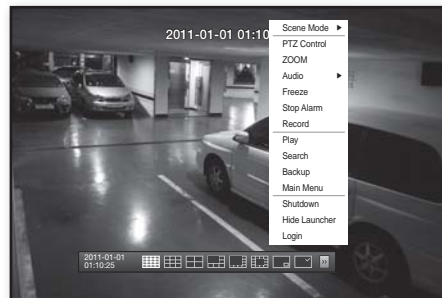 2011-01-01 01:10
Scene Mode ▶
PTZ Control
ZOOM
Audio ▶
Freeze
Stop Alarm
Record
Play
Search
Backup
Main Menu
Shutdown
Hide Launcher
Login
2011-01-01
01:10:25